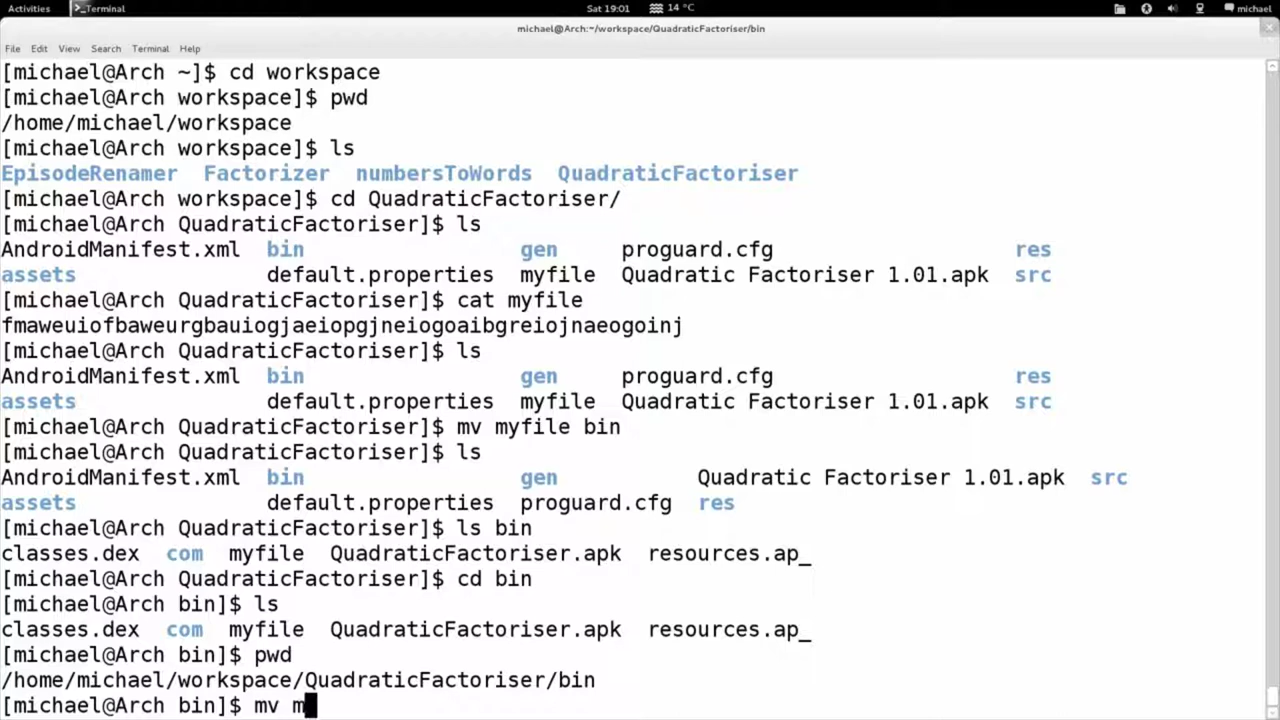 Activities Terminal Sat 19:01 14 °C michael
michael@Arch:~/workspace/QuadraticFactoriser/bin
File Edit View Search Terminal Help
[michael@Arch ~]$ cd workspace
[michael@Arch workspace]$ pwd
/home/michael/workspace
[michael@Arch workspace]$ ls
EpisodeRenamer Factorizer numbersToWords QuadraticFactoriser
[michael@Arch workspace]$ cd QuadraticFactoriser/
[michael@Arch QuadraticFactoriser]$ ls
AndroidManifest.xml bin gen proguard.cfg res
assets default.properties myfile Quadratic Factoriser 1.01.apk src
[michael@Arch QuadraticFactoriser]$ cat myfile
fmaweuiofbaweurgbauiogjaeiopgjneiogoaibgreiojnaeogoinj
[michael@Arch QuadraticFactoriser]$ ls
AndroidManifest.xml bin gen proguard.cfg res
assets default.properties myfile Quadratic Factoriser 1.01.apk src
[michael@Arch QuadraticFactoriser]$ mv myfile bin
[michael@Arch QuadraticFactoriser]$ ls
AndroidManifest.xml bin gen Quadratic Factoriser 1.01.apk src
assets default.properties proguard.cfg res
[michael@Arch QuadraticFactoriser]$ ls bin
classes.dex com myfile QuadraticFactoriser.apk resources.ap_
[michael@Arch QuadraticFactoriser]$ cd bin
[michael@Arch bin]$ ls
classes.dex com myfile QuadraticFactoriser.apk resources.ap_
[michael@Arch bin]$ pwd
/home/michael/workspace/QuadraticFactoriser/bin
[michael@Arch bin]$ mv m